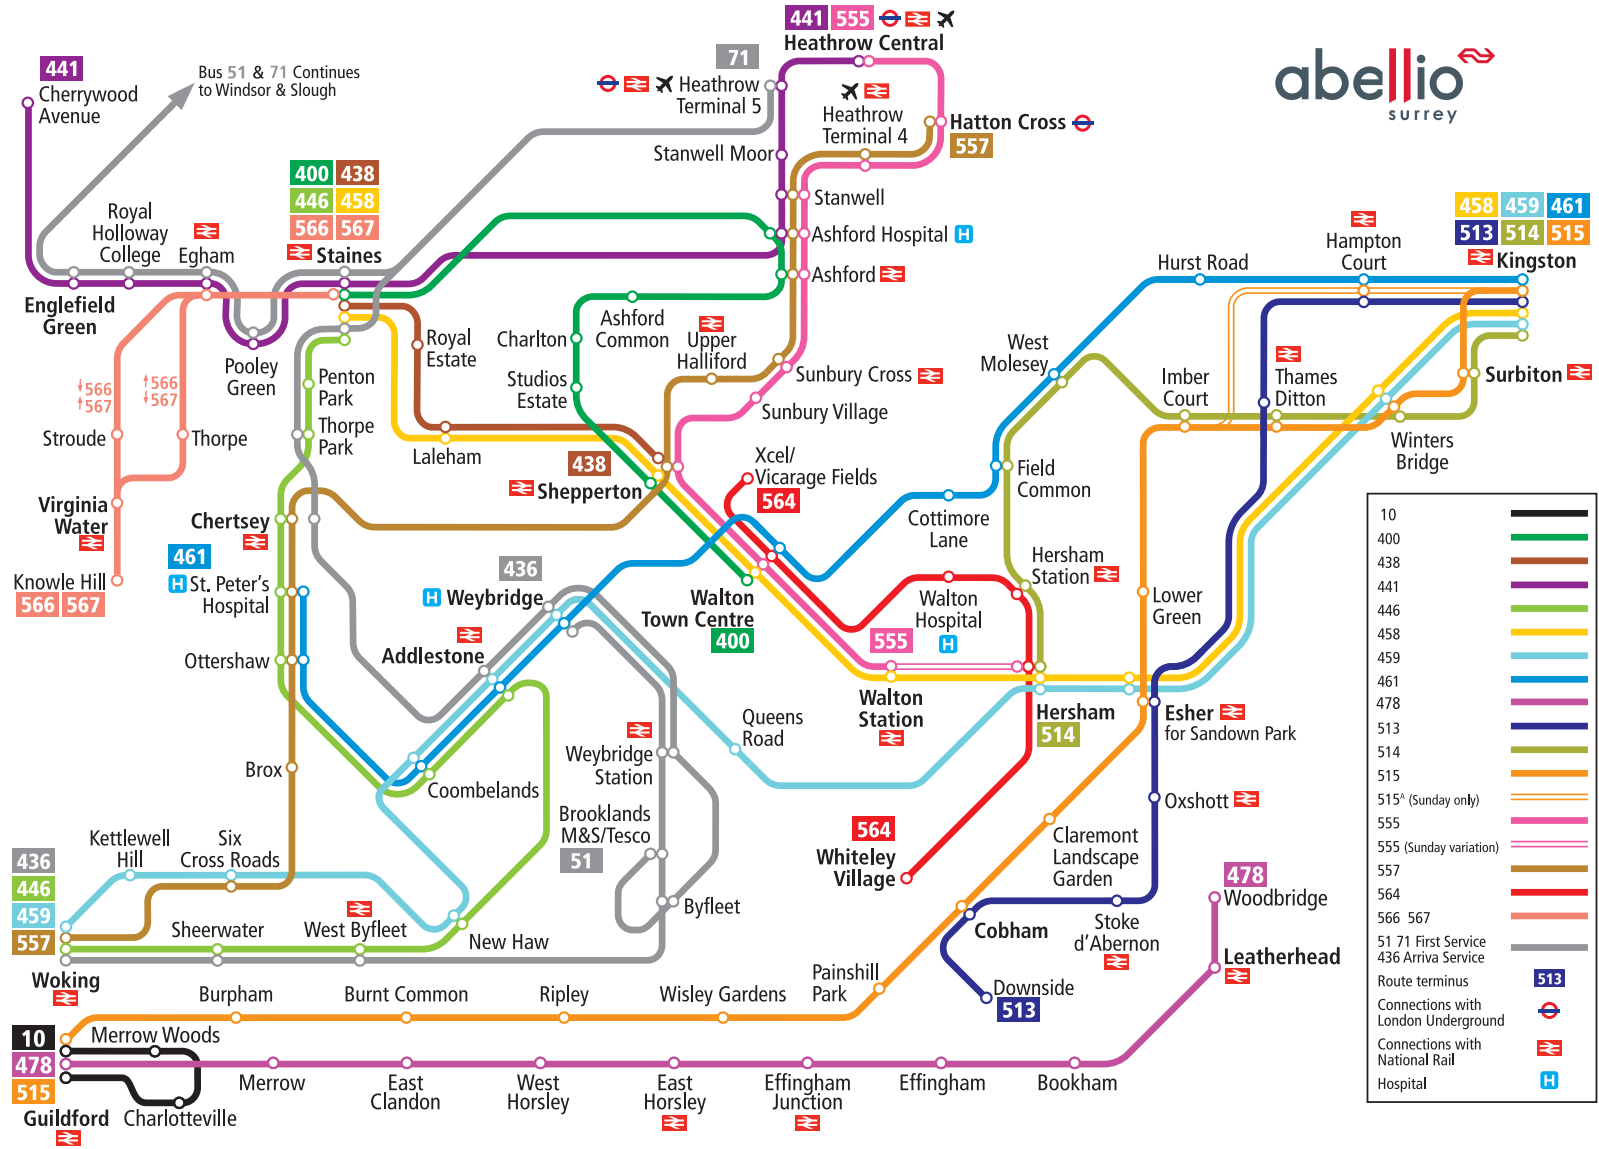 441 555
Heathrow Central
abellio
surrey
441
Cherrywood
Avenue
Bus 51 & 71 Continues
to Windsor & Slough
71
Heathrow
Terminal 5
Heathrow
Terminal 4
Hatton Cross
557
Stanwell Moor
Stanwell
Ashford Hospital
H
Ashford
400 438
446 458
566 567
Staines
Royal
Holloway
College
Egham
Englefield
Green
Pooley
Green
458 459 461
513 514 515
Kingston
Hampton
Court
Hurst Road
Royal
Estate
Charlton
Ashford
Common
Upper
Halliford
Studios
Estate
Sunbury Cross
Sunbury Village
West
Molesey
Imber
Court
Thames
Ditton
Surbiton
Winters
Bridge
Penton
Park
Thorpe
Park
↓566
↑567
↑566
↓567
Stroude
Thorpe
Laleham
438
Shepperton
Xcel/
Vicarage Fields
564
Field
Common
Cottimore
Lane
Virginia
Water
Chertsey
461
H St. Peter's
Hospital
Knowle Hill
566 567
436
H Weybridge
Walton
Town Centre
400
Walton
Hospital
H
Hersham
Station
Lower
Green
Addlestone
Ottershaw
555
Walton
Station
Hersham
514
Esher
for Sandown Park
Queens
Road
Weybridge
Station
Brox
Coombelands
Oxshott
Brooklands
M&S/Tesco
51
564
Whiteley
Village
Claremont
Landscape
Garden
Kettlewell
Hill
Six
Cross Roads
436
446
459
557
Woking
Sheerwater
West Byfleet
New Haw
Byfleet
Cobham
Stoke
d'Abernon
478
Woodbridge
Leatherhead
Painshill
Park
Downside
513
Burpham
Burnt Common
Ripley
Wisley Gardens
10
478
515
Guildford
Merrow Woods
Charlotteville
Merrow
East
Clandon
West
Horsley
East
Horsley
Effingham
Junction
Effingham
Bookham
10
400
438
441
446
458
459
461
478
513
514
515
515ᴬ (Sunday only)
555
555 (Sunday variation)
557
564
566 567
51 71 First Service
436 Arriva Service
Route terminus 513
Connections with
London Underground
Connections with
National Rail
Hospital H